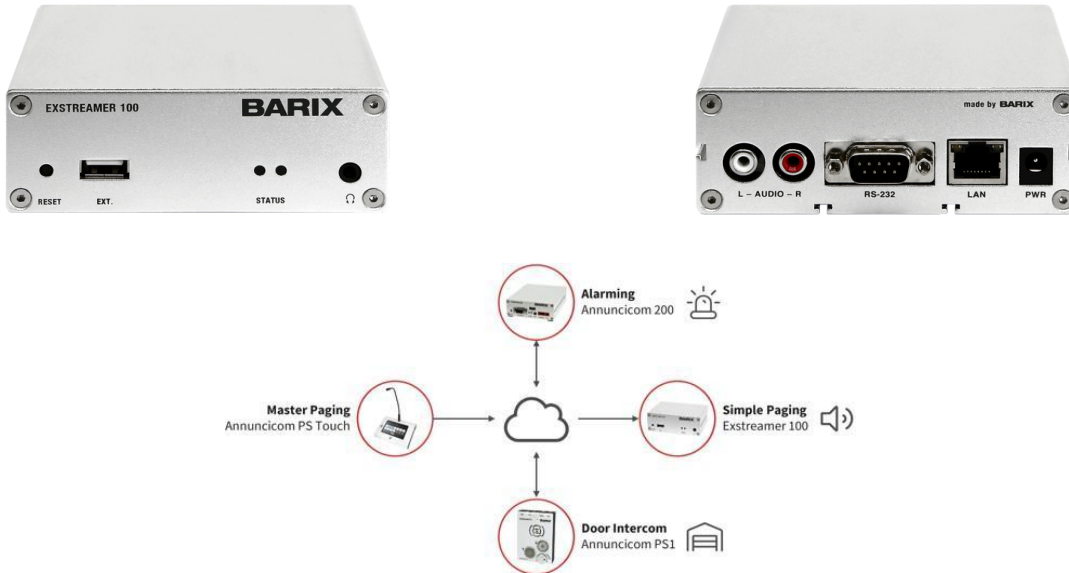 EXSTREAMER 100
BARIX
RESET
EXT.
STATUS
made by BARIX
L – AUDIO – R
RS-232
LAN
PWR
Alarming
Annuncicom 200
Master Paging
Annuncicom PS Touch
Simple Paging
Exstreamer 100
Door Intercom
Annuncicom PS1